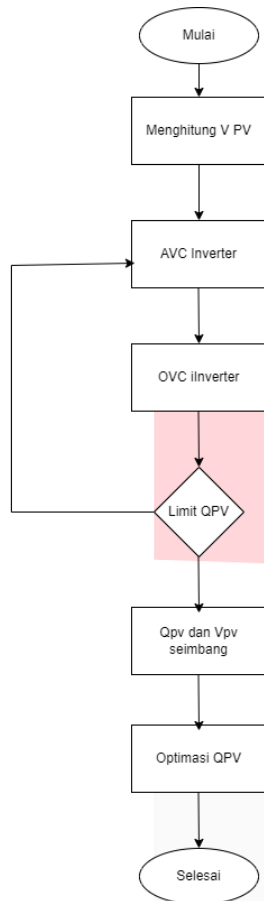 Mulai
Menghitung V PV
AVC Inverter
OVC iInverter
Limit QPV
Qpv dan Vpv
seimbang
Optimasi QPV
Selesai